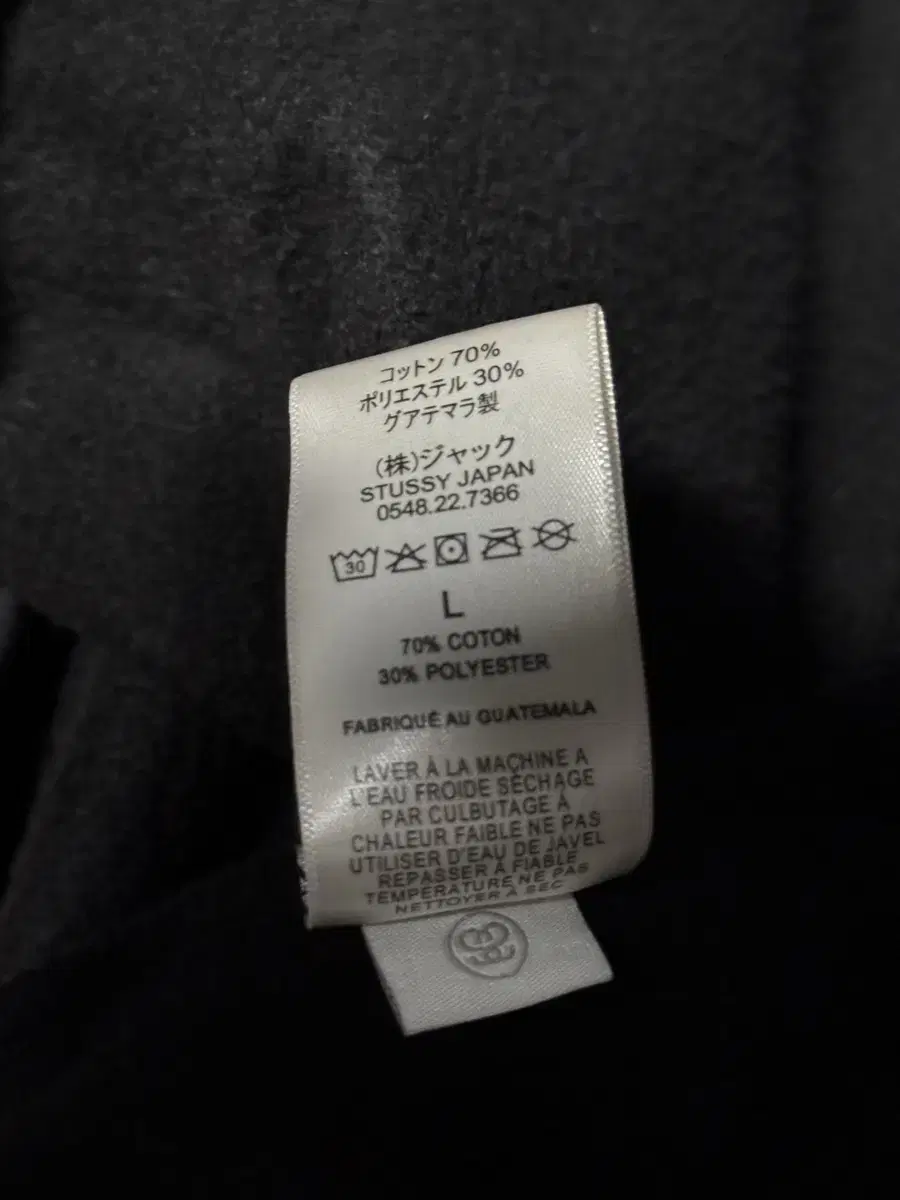 コットン 70%
ポリエステル 30%
グアテマラ製
(株)ジャック
STUSSY JAPAN
0548.22.7366
30
L
70% COTON
30% POLYESTER
FABRIQUÉ AU GUATEMALA
LAVER À LA MACHINE A
L'EAU FROIDE SÉCHAGE
PAR CULBUTAGE À
CHALEUR FAIBLE NE PAS
UTILISER D'EAU DE JAVEL
REPASSER À FIABLE
TEMPÉRATURE NE PAS
NETTOYER À SEC